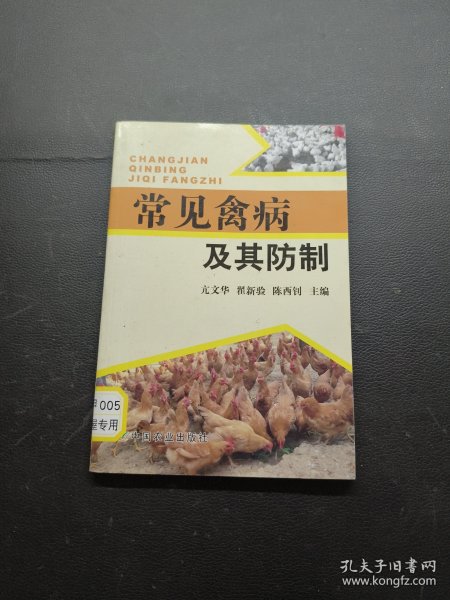 CHANGJIAN
QINBING
JIQI FANGZHI
常见禽病
及其防制
亢文华 翟新验 陈西钊 主编
005
屋专用
中国农业出版社
孔夫子旧书网
www.kongfz.com